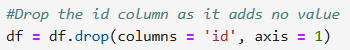 #Drop the id column as it adds no value
df = df.drop(columns = 'id', axis = 1)